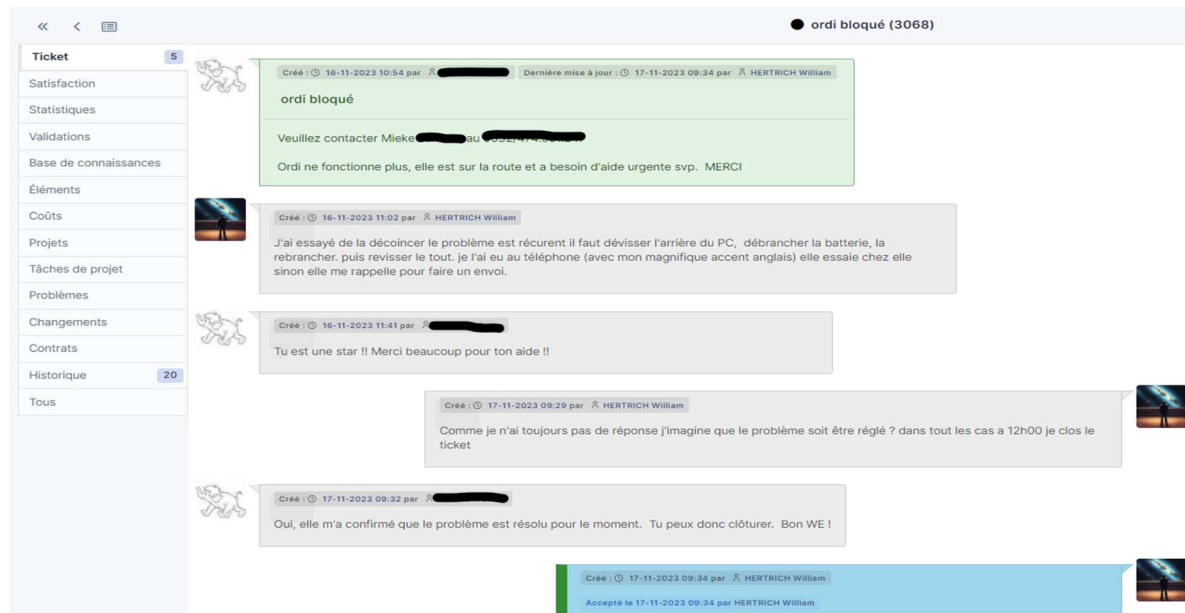 ordi bloqué (3068)
Ticket 5
Satisfaction
Statistiques
Validations
Base de connaissances
Éléments
Coûts
Projets
Tâches de projet
Problèmes
Changements
Contrats
Historique 20
Tous
Créé : 16-11-2023 10:54 par
Dernière mise à jour : 17-11-2023 09:34 par HERTRICH William
ordi bloqué
Veuillez contacter Mieke au
Ordi ne fonctionne plus, elle est sur la route et a besoin d'aide urgente svp. MERCI
Créé : 16-11-2023 11:02 par HERTRICH William
J'ai essayé de la décoincer le problème est récurent il faut dévisser l'arrière du PC, débrancher la batterie, la
rebrancher. puis revisser le tout. je l'ai eu au téléphone (avec mon magnifique accent anglais) elle essaie chez elle
sinon elle me rappelle pour faire un envoi.
Créé : 16-11-2023 11:41 par
Tu est une star !! Merci beaucoup pour ton aide !!
Créé : 17-11-2023 09:29 par HERTRICH William
Comme je n'ai toujours pas de réponse j'imagine que le problème soit être réglé ? dans tout les cas a 12h00 je clos le
ticket
Créé : 17-11-2023 09:32 par
Oui, elle m'a confirmé que le problème est résolu pour le moment. Tu peux donc clôturer. Bon WE !
Créé : 17-11-2023 09:34 par HERTRICH William
Accepté le 17-11-2023 09:34 par HERTRICH William